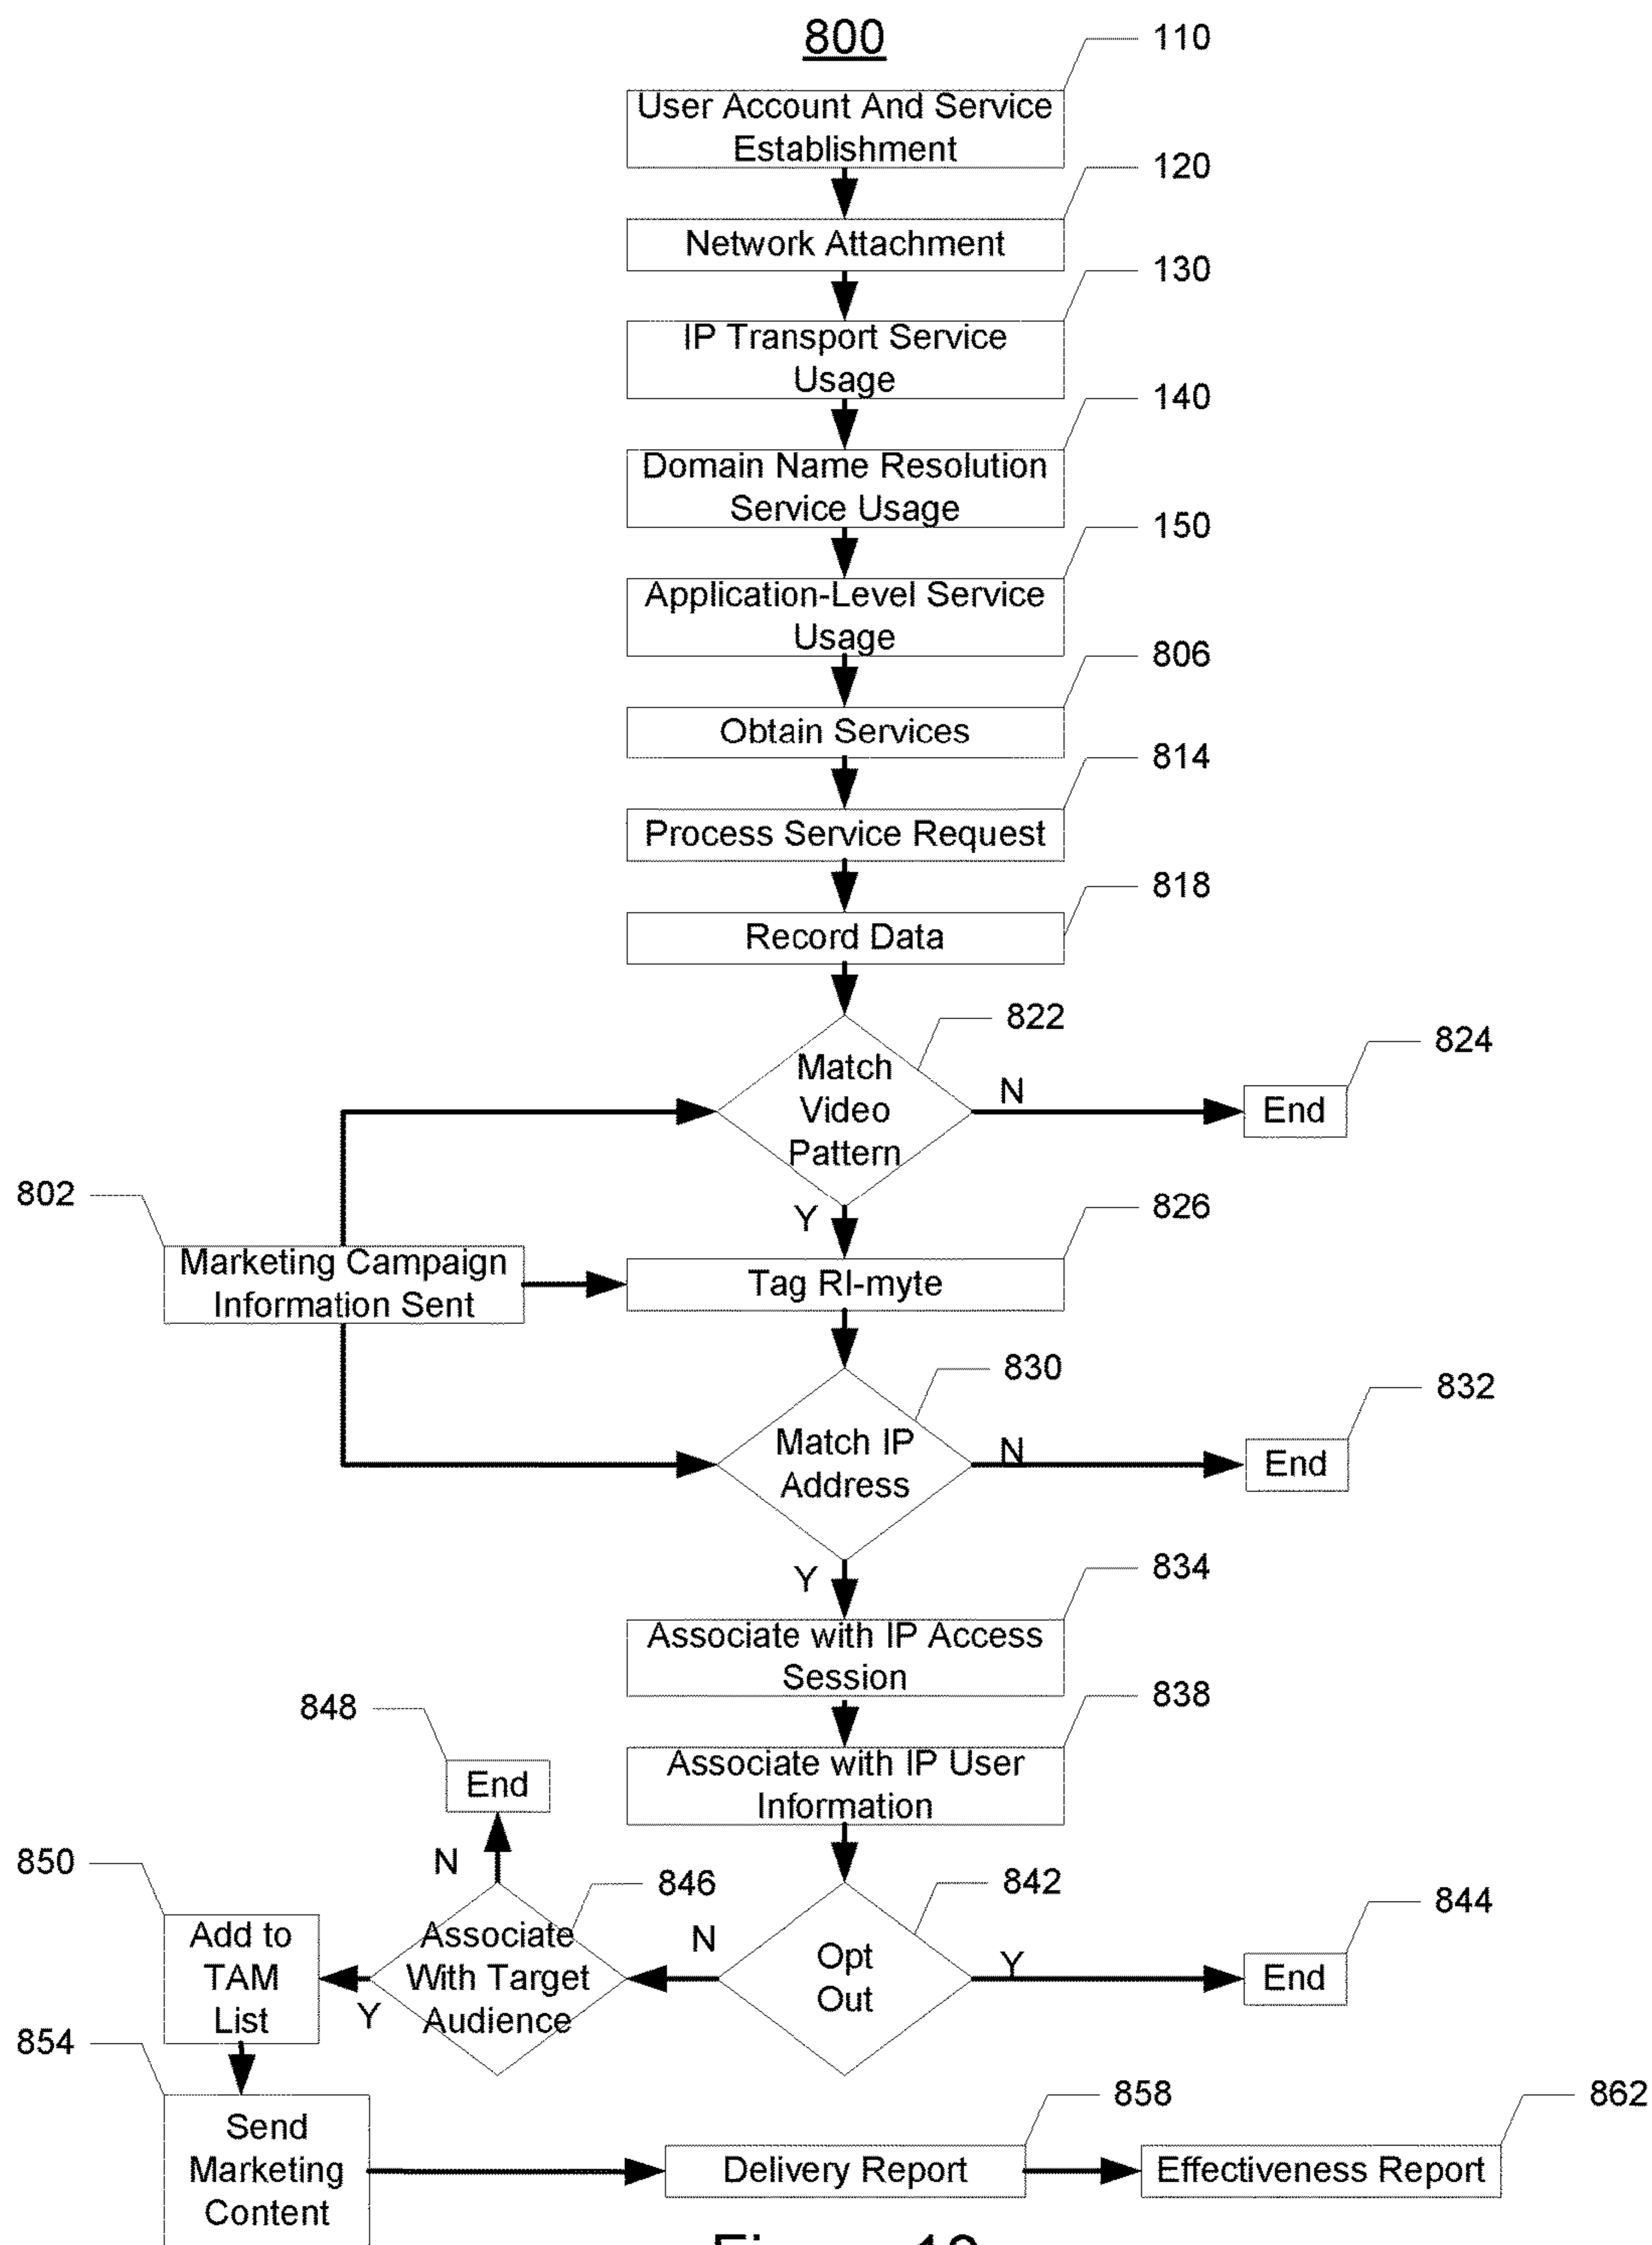 800
110
User Account And Service
Establishment
120
Network Attachment
130
IP Transport Service
Usage
140
Domain Name Resolution
Service Usage
150
Application-Level Service
Usage
806
Obtain Services
814
Process Service Request
818
Record Data
822
Match
Video
Pattern
N
824
End
Y
802
Marketing Campaign
Information Sent
826
Tag RI-myte
830
Match IP
Address
N
832
End
Y
834
Associate with IP Access
Session
838
Associate with IP User
Information
848
End
N
846
Associate
With Target
Audience
N
842
Opt
Out
Y
844
End
850
Add to
TAM
List
Y
854
Send
Marketing
Content
858
Delivery Report
862
Effectiveness Report